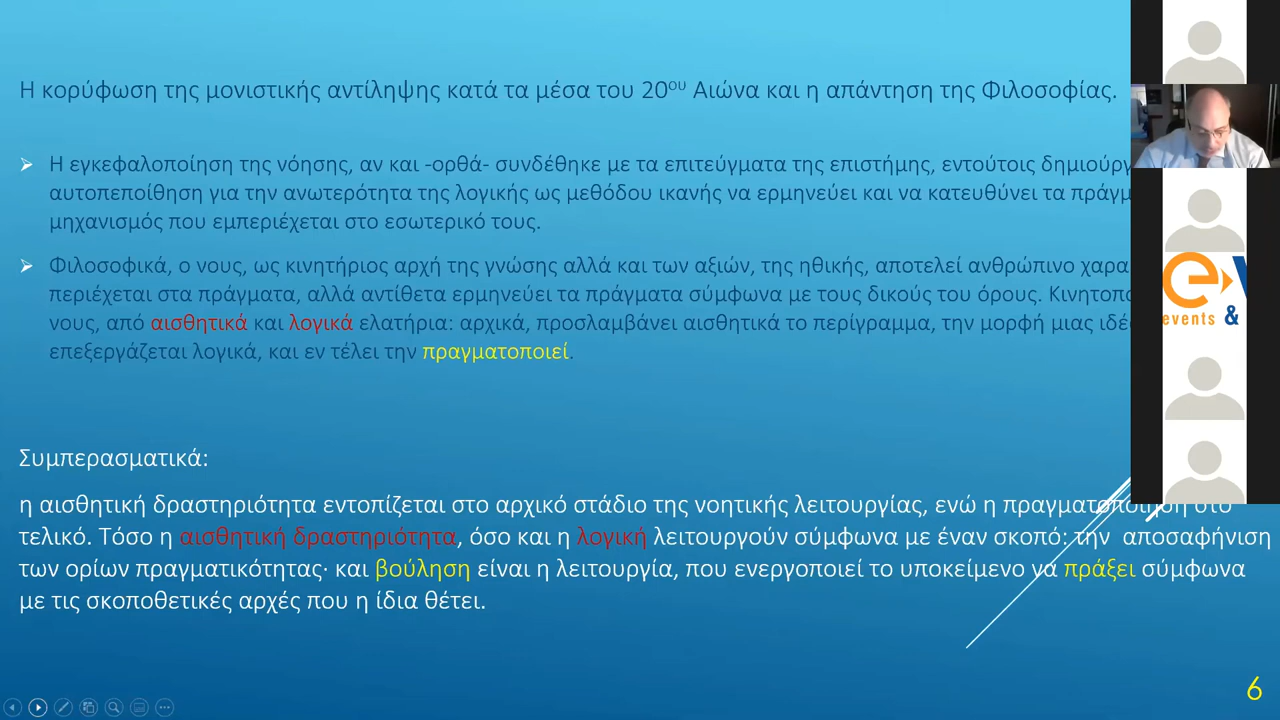 Η κορύφωση της μονιστικής αντίληψης κατά τα μέσα του 20ου Αιώνα και η απάντηση της Φιλοσοφίας.
Η εγκεφαλοποίηση της νόησης, αν και -ορθά- συνδέθηκε με τα επιτεύγματα της επιστήμης, εντούτοις
αυτοπεποίθηση για την ανωτερότητα της λογικής ως μεθόδου ικανής να ερμηνεύει και να κατευθύνει τα
μηχανισμός που εμπεριέχεται στο εσωτερικό τους.
Φιλοσοφικά, ο νους, ως κινητήριος αρχή της γνώσης αλλά και των αξιών, της ηθικής, αποτελεί ανθρώπινο
περιέχεται στα πράγματα, αλλά αντίθετα ερμηνεύει τα πράγματα σύμφωνα με τους δικούς του όρους.
νους, από αισθητικά και λογικά ελατήρια: αρχικά, προσλαμβάνει αισθητικά το περίγραμμα, την μορφή μιας
επεξεργάζεται λογικά, και εν τέλει την πραγματοποιεί.
Συμπερασματικά:
η αισθητική δραστηριότητα εντοπίζεται στο αρχικό στάδιο της νοητικής λειτουργίας, ενώ η πραγματοποίηση στο
τελικό. Τόσο η αισθητική δραστηριότητα, όσο και η λογική λειτουργούν σύμφωνα με έναν σκοπό: την αποσαφήνιση
των ορίων πραγματικότητας· και βούληση είναι η λειτουργία, που ενεργοποιεί το υποκείμενο να πράξει σύμφωνα
με τις σκοποθετικές αρχές που η ίδια θέτει.
events &
6